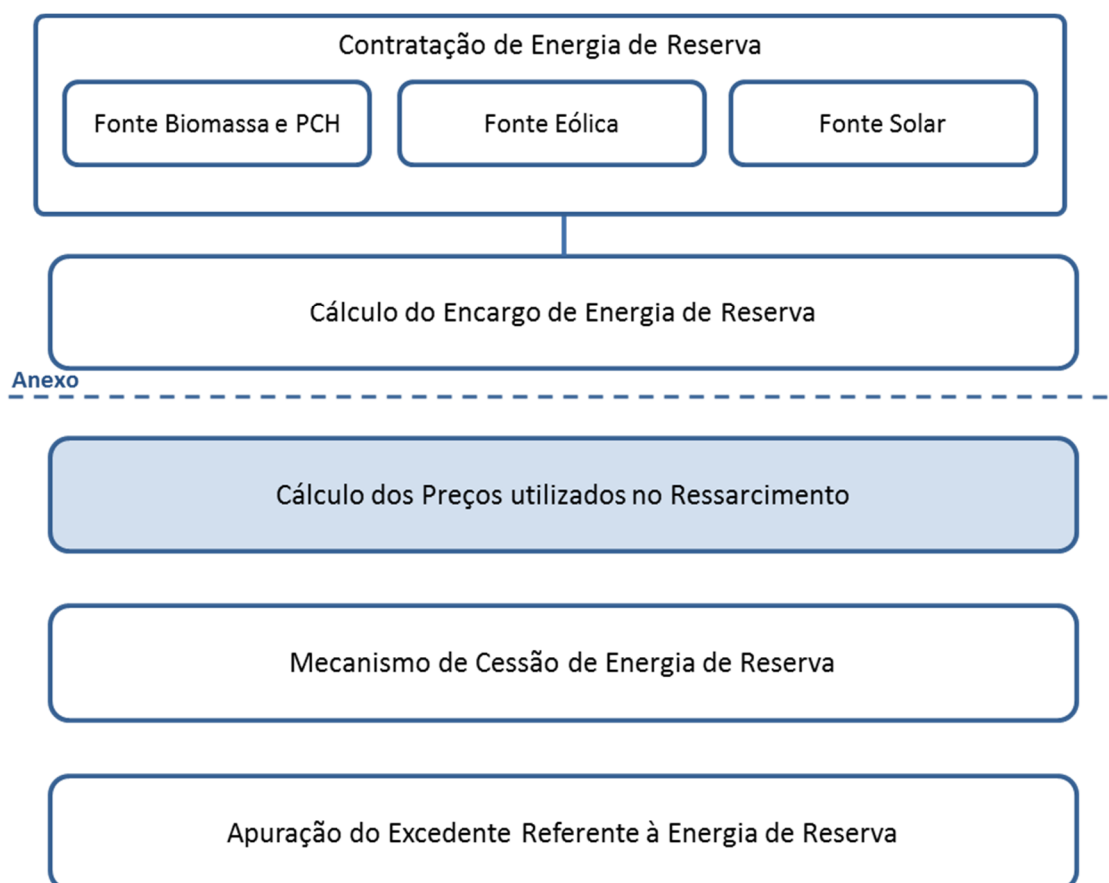 Contratação de Energia de Reserva
Fonte Biomassa e PCH
Fonte Eólica
Fonte Solar
Cálculo do Encargo de Energia de Reserva
Anexo
Cálculo dos Preços utilizados no Ressarcimento
Mecanismo de Cessão de Energia de Reserva
Apuração do Excedente Referente à Energia de Reserva